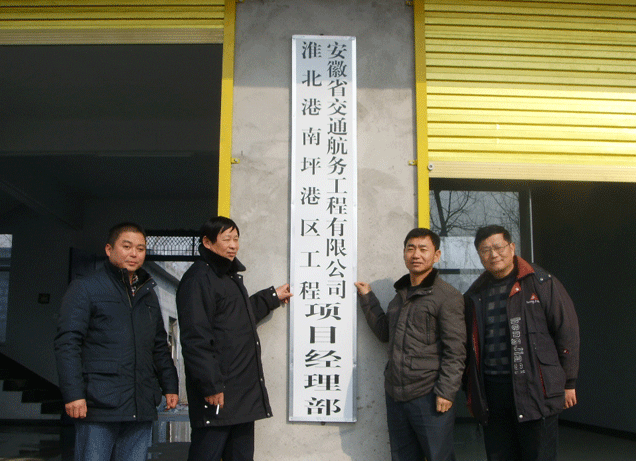 安徽省交通航务工程有限公司
淮北港南坪港区工程
项目经理部